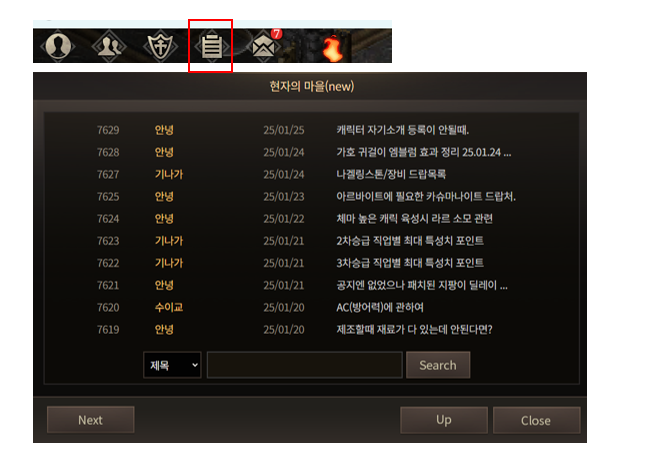 7
현자의 마을(new)
7629 안녕 25/01/25 캐릭터 자기소개 등록이 안될때.
7628 안녕 25/01/24 가호 귀걸이 엠블럼 효과 정리 25.01.24 ...
7627 기나가 25/01/24 나겔링스톤/장비 드랍목록
7625 안녕 25/01/23 아르바이트에 필요한 카슈마나이트 드랍처.
7624 안녕 25/01/22 체마 높은 캐릭 육성시 라르 소모 관련
7623 기나가 25/01/21 2차승급 직업별 최대 특성치 포인트
7622 기나가 25/01/21 3차승급 직업별 최대 특성치 포인트
7621 안녕 25/01/21 공지엔 없었으나 패치된 지팡이 딜레이 ...
7620 수이교 25/01/20 AC(방어력)에 관하여
7619 안녕 25/01/20 제조할때 재료가 다 있는데 안된다면?
제목 Search
Next Up Close